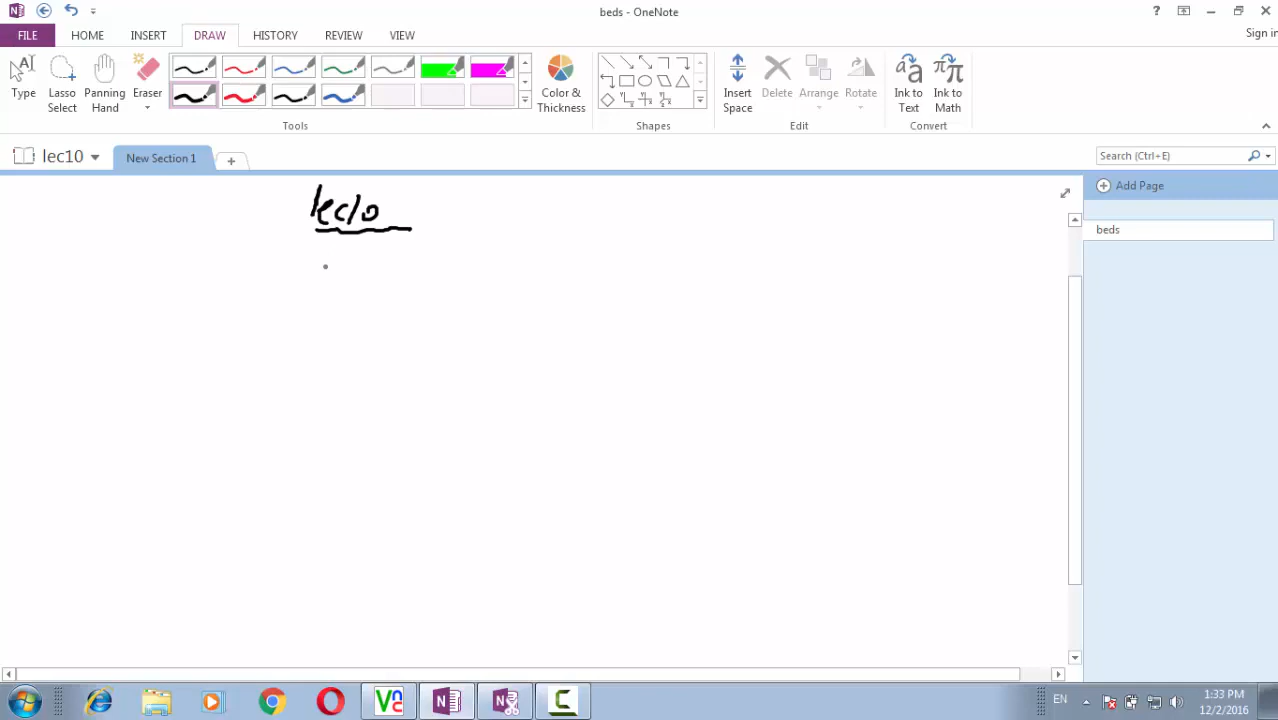 beds - OneNote
? 
Sign in
FILE HOME INSERT DRAW HISTORY REVIEW VIEW
Type
Lasso Select
Panning Hand
Eraser
Color & Thickness
Insert Space
Delete
Arrange
Rotate
Ink to Text
Ink to Math
Tools
Shapes
Edit
Convert
lec10
New Section 1
Search (Ctrl+E)
Add Page
beds
lec10
EN
1:33 PM
12/2/2016